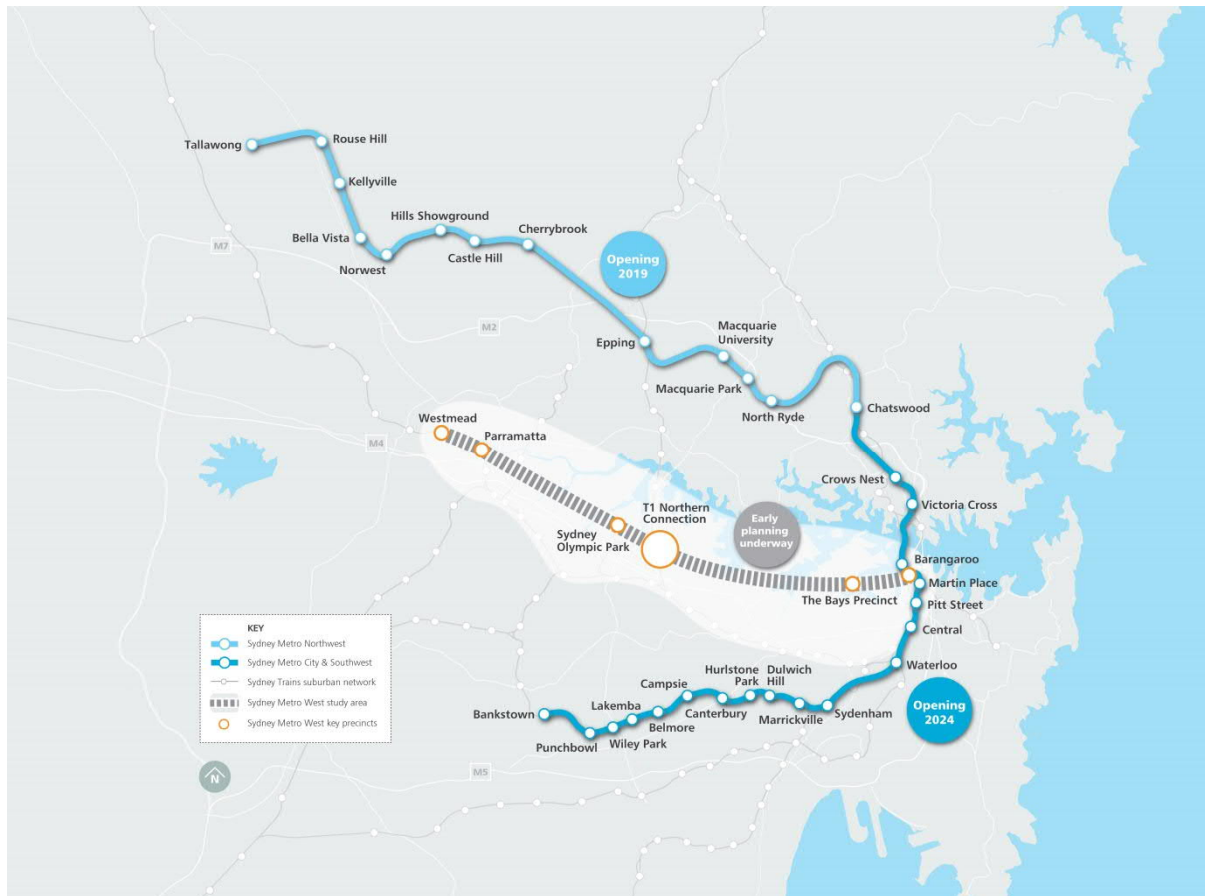 Tallawong
Rouse Hill
Kellyville
Hills Showground
Cherrybrook
Bella Vista
M7
Norwest
Castle Hill
Opening
2019
M2
Epping
Macquarie
University
Macquarie Park
North Ryde
Chatswood
Westmead
M4
Parramatta
Crows Nest
Victoria Cross
T1 Northern
Connection
Sydney
Olympic Park
Early
planning
underway
Barangaroo
Martin Place
The Bays Precinct
Pitt Street
Central
Waterloo
KEY
Sydney Metro Northwest
Sydney Metro City & Southwest
Sydney Trains suburban network
Sydney Metro West study area
Sydney Metro West key precincts
Hurlstone
Park
Dulwich
Hill
Campsie
Lakemba
Bankstown
Canterbury
Sydenham
Marrickville
Belmore
Wiley Park
Punchbowl
Opening
2024
M5
N